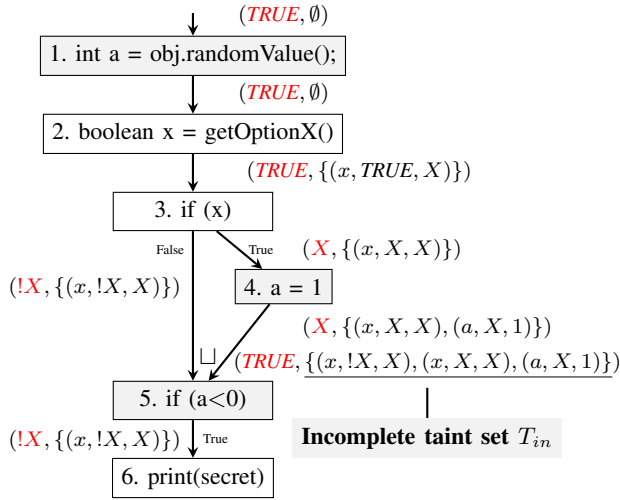 (TRUE, ∅)
1. int a = obj.randomValue();
(TRUE, ∅)
2. boolean x = getOptionX()
(TRUE, {(x, TRUE, X)})
3. if (x)
False
True
(X, {(x, X, X)})
(!X, {(x, !X, X)})
4. a = 1
(X, {(x, X, X), (a, X, 1)})
⊔
(TRUE, {(x, !X, X), (x, X, X), (a, X, 1)})
5. if (a<0)
(!X, {(x, !X, X)})
True
Incomplete taint set T_in
6. print(secret)